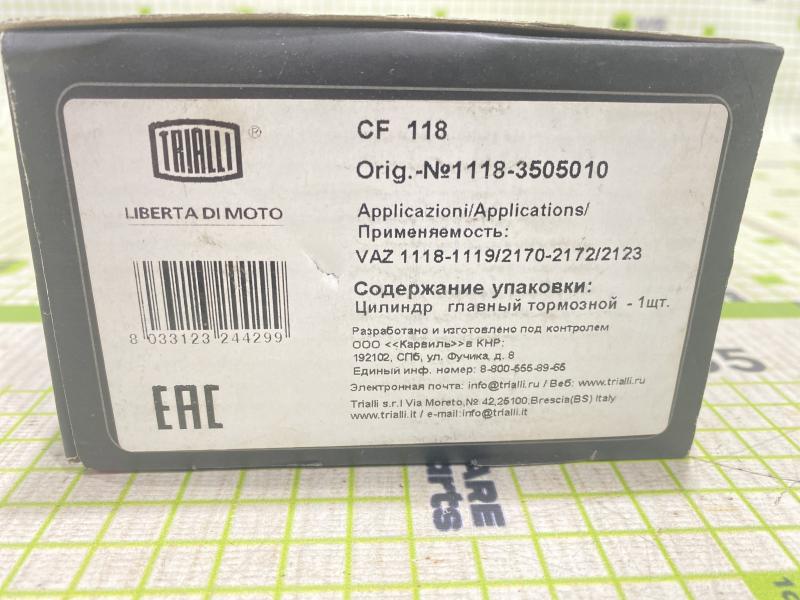 TRIALLI ®
LIBERTA DI MOTO
8 033123 244299
EAC
CF 118
Orig.-№1118-3505010
Applicazioni/Applications/
Применяемость:
VAZ 1118-1119/2170-2172/2123
Содержание упаковки:
Цилиндр главный тормозной - 1шт.
Разработано и изготовлено под контролем
ООО <<Карвиль>> в КНР:
192102, СПб, ул. Фучика, д. 8
Единый инф. номер: 8-800-555-89-65
Электронная почта: info@trialli.ru / Веб: www.trialli.ru
Trialli s.r.l Via Moreto,№ 42,25100,Brescia(BS) Italy
www.trialli.it / e-mail:info@trialli.it